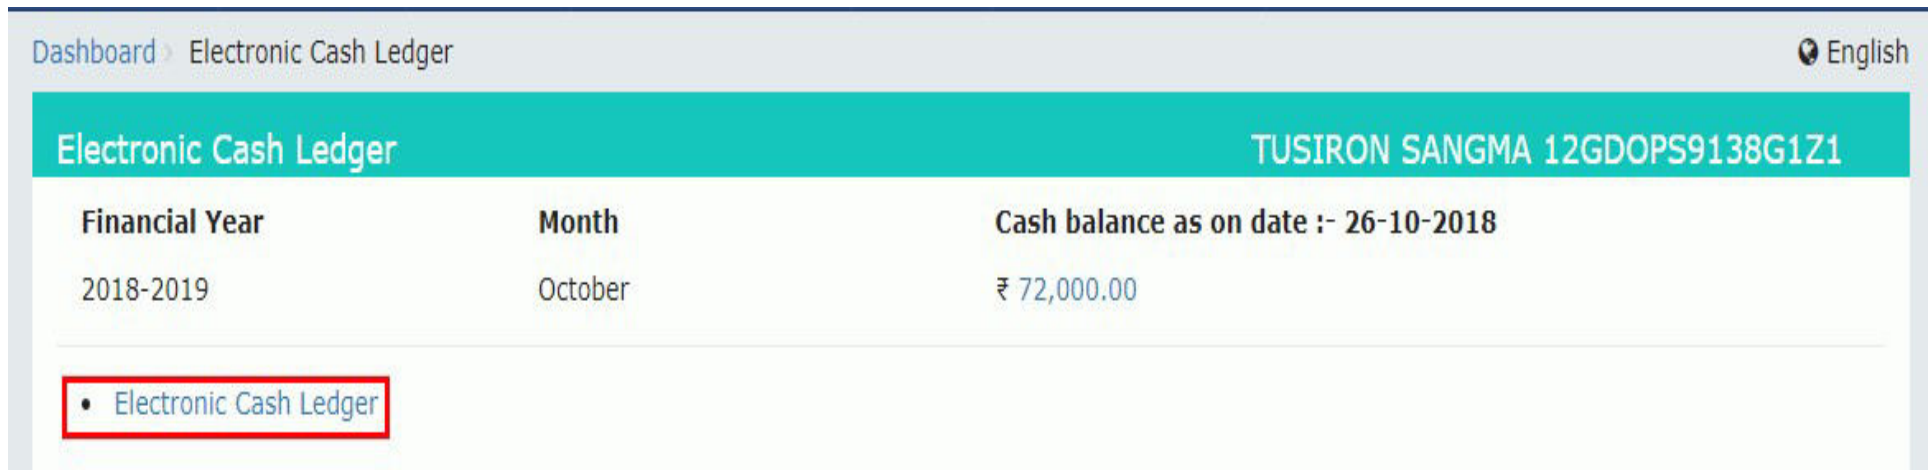 Dashboard › Electronic Cash Ledger English
Electronic Cash Ledger TUSIRON SANGMA 12GDOPS9138G1Z1
Financial Year Month Cash balance as on date :- 26-10-2018
2018-2019 October ₹ 72,000.00
• Electronic Cash Ledger